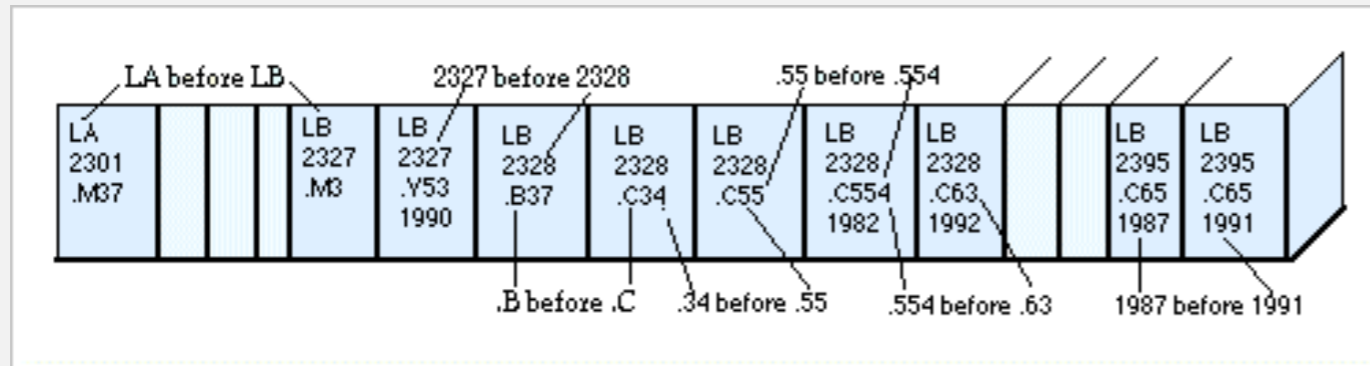 LA before LB
2327 before 2328
.55 before .554
LA
2301
.M37
LB
2327
.M3
LB
2327
.Y53
1990
LB
2328
.B37
LB
2328
.C34
LB
2328
.C55
LB
2328
.C554
1982
LB
2328
.C63
1992
LB
2395
.C65
1987
LB
2395
.C65
1991
.B before .C
.34 before .55
.554 before .63
1987 before 1991